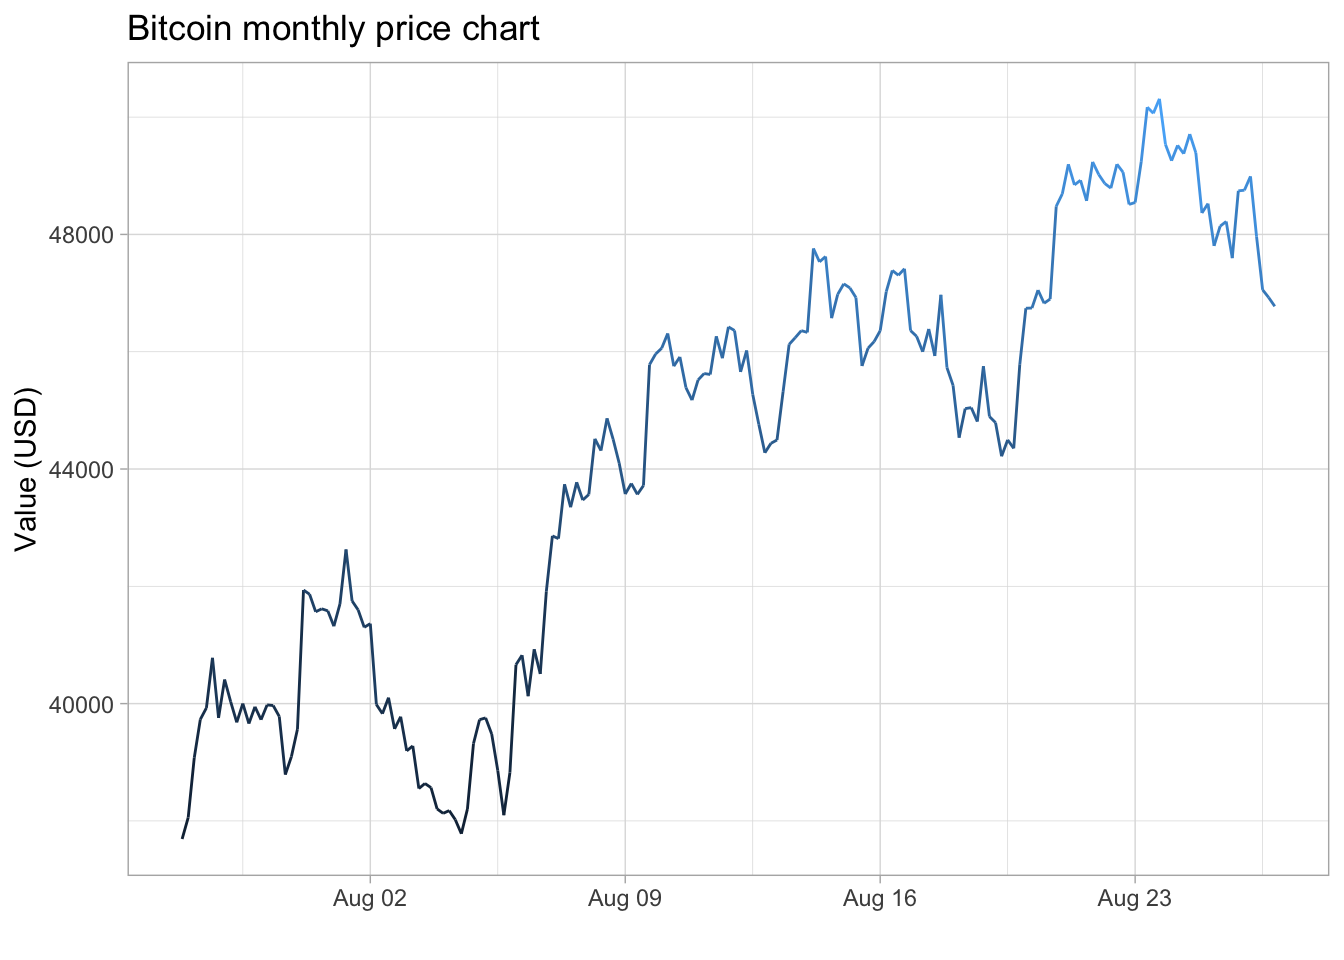 Bitcoin monthly price chart
Value (USD)
48000
44000
40000
Aug 02
Aug 09
Aug 16
Aug 23